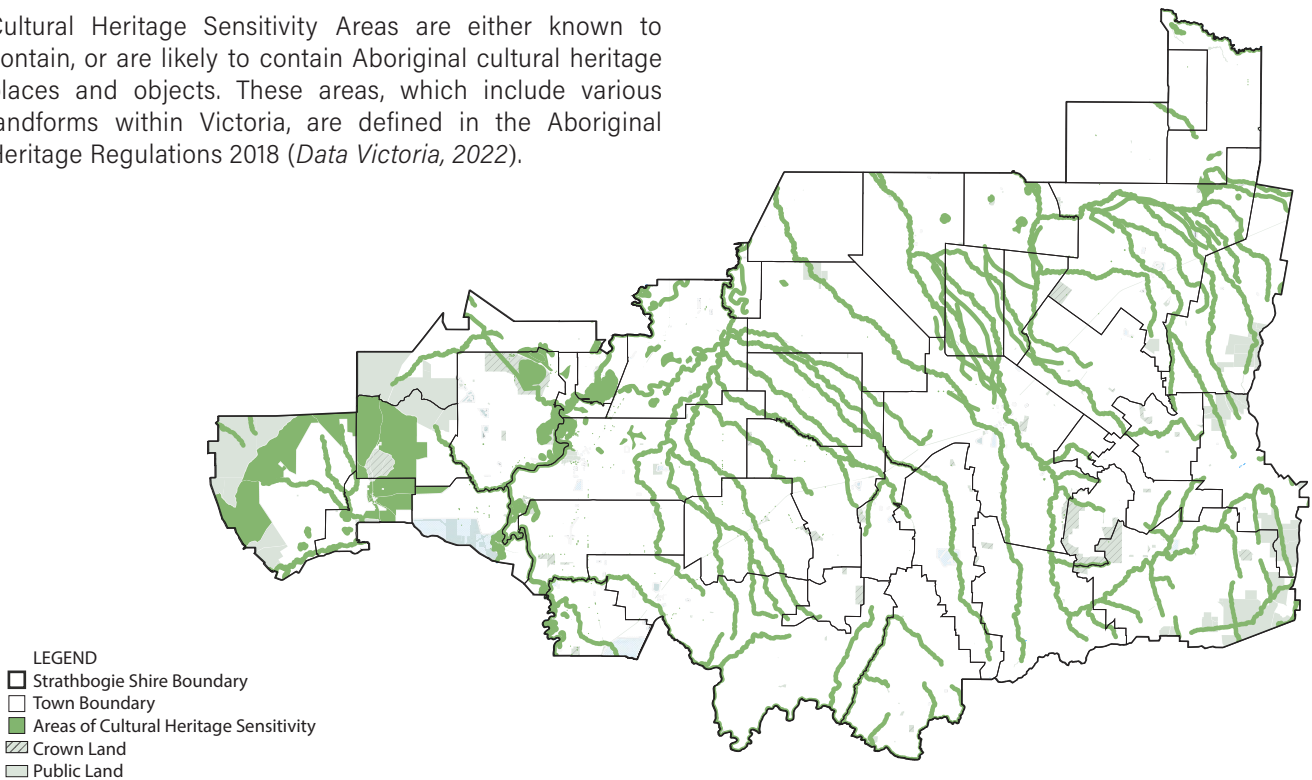 ultural Heritage Sensitivity Areas are either known to
ontain, or are likely to contain Aboriginal cultural heritage
laces and objects. These areas, which include various
andforms within Victoria, are defined in the Aboriginal
Heritage Regulations 2018 (Data Victoria, 2022).
LEGEND
Strathbogie Shire Boundary
Town Boundary
Areas of Cultural Heritage Sensitivity
Crown Land
Public Land